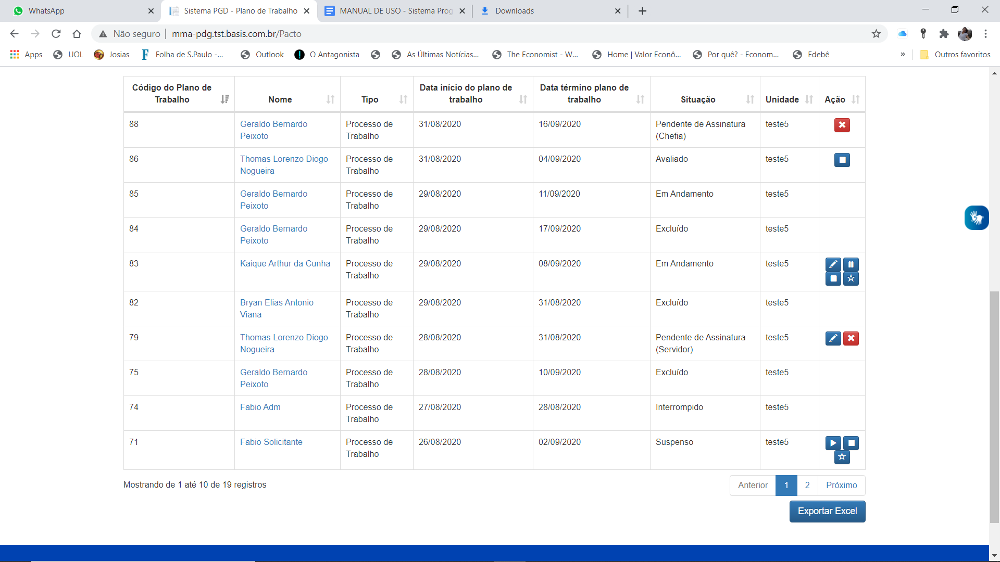 WhatsApp
Sistema PGD - Plano de Trabalho
MANUAL DE USO - Sistema Prog
Downloads
Não seguro
mma-pdg.tst.basis.com.br/Pacto
Apps
UOL
Josias
Folha de S.Paulo -...
Outlook
O Antagonista
As Últimas Notícias...
The Economist - W...
Home | Valor Econô...
Por quê? - Econom...
Edebê
»
Outros favoritos
Código do Plano de
Trabalho
Nome
Tipo
Data início do plano de
trabalho
Data término plano de
trabalho
Situação
Unidade
Ação
88
Geraldo Bernardo
Peixoto
Processo de
Trabalho
31/08/2020
16/09/2020
Pendente de Assinatura
(Chefia)
teste5
86
Thomas Lorenzo Diogo
Nogueira
Processo de
Trabalho
31/08/2020
04/09/2020
Avaliado
teste5
85
Geraldo Bernardo
Peixoto
Processo de
Trabalho
29/08/2020
11/09/2020
Em Andamento
teste5
84
Geraldo Bernardo
Peixoto
Processo de
Trabalho
29/08/2020
17/09/2020
Excluído
teste5
83
Kaique Arthur da Cunha
Processo de
Trabalho
29/08/2020
08/09/2020
Em Andamento
teste5
82
Bryan Elias Antonio
Viana
Processo de
Trabalho
29/08/2020
31/08/2020
Excluído
teste5
79
Thomas Lorenzo Diogo
Nogueira
Processo de
Trabalho
28/08/2020
31/08/2020
Pendente de Assinatura
(Servidor)
teste5
75
Geraldo Bernardo
Peixoto
Processo de
Trabalho
28/08/2020
10/09/2020
Excluído
teste5
74
Fabio Adm
Processo de
Trabalho
27/08/2020
28/08/2020
Interrompido
teste5
71
Fabio Solicitante
Processo de
Trabalho
26/08/2020
02/09/2020
Suspenso
teste5
Mostrando de 1 até 10 de 19 registros
Anterior
1
2
Próximo
Exportar Excel